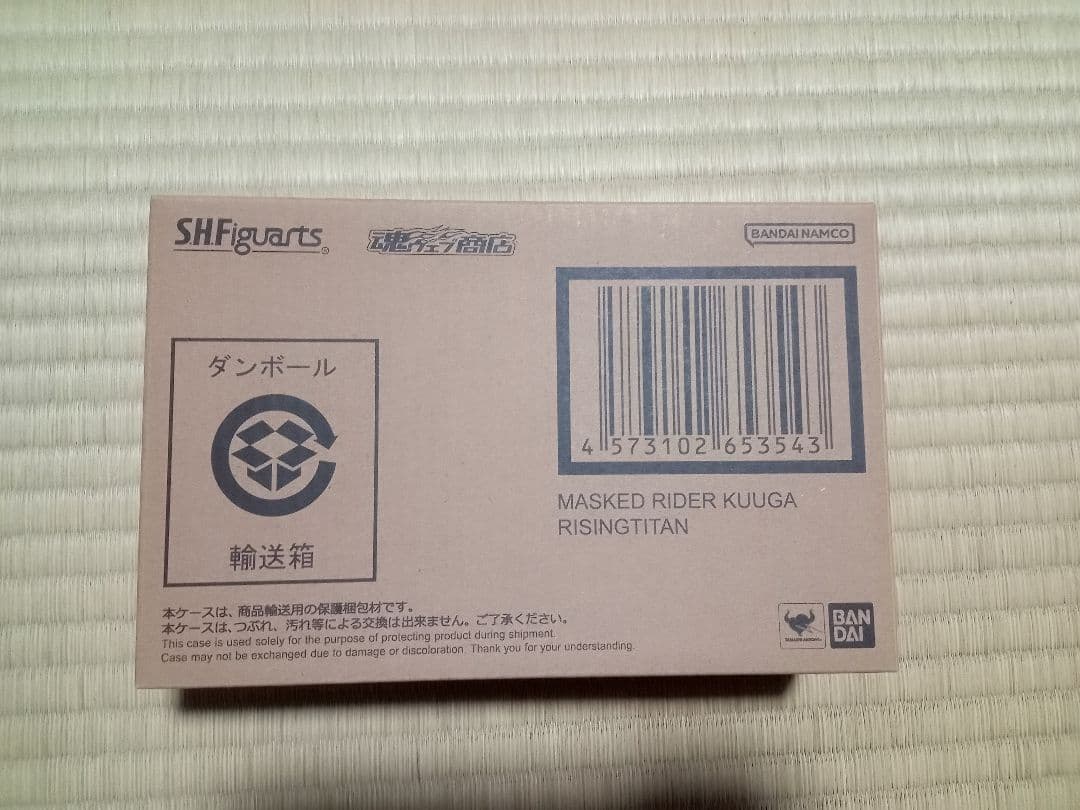 S.H.Figuarts®
魂ウェブ商店
BANDAI NAMCO
ダンボール
輸送箱
4 573102 653543
MASKED RIDER KUUGA
RISINGTITAN
本ケースは、商品輸送用の保護梱包材です。
本ケースは、つぶれ、汚れ等による交換は出来ません。ご了承ください。
This case is used solely for the purpose of protecting product during shipment.
Case may not be exchanged due to damage or discoloration. Thank you for your understanding.
BAN
DAI